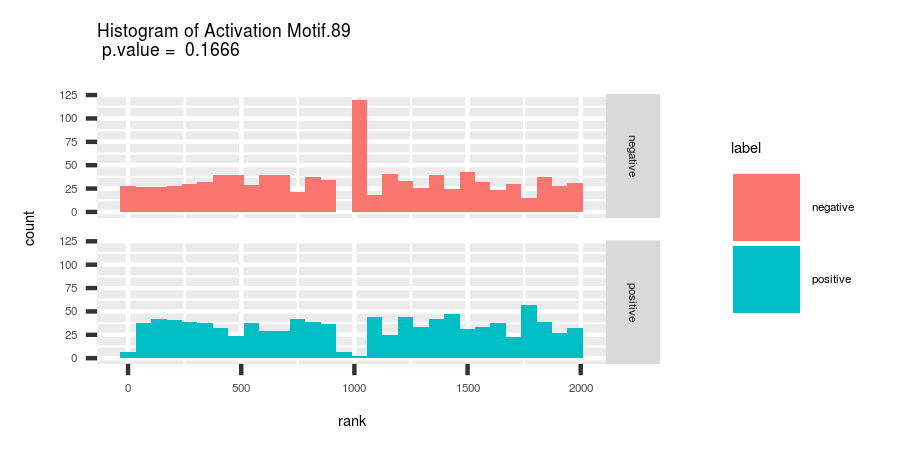 Histogram of Activation Motif.89
p.value =  0.1666
125
100
75
50
25
0
negative
125
100
75
50
25
0
positive
0 500 1000 1500 2000
rank
count
label
negative
positive